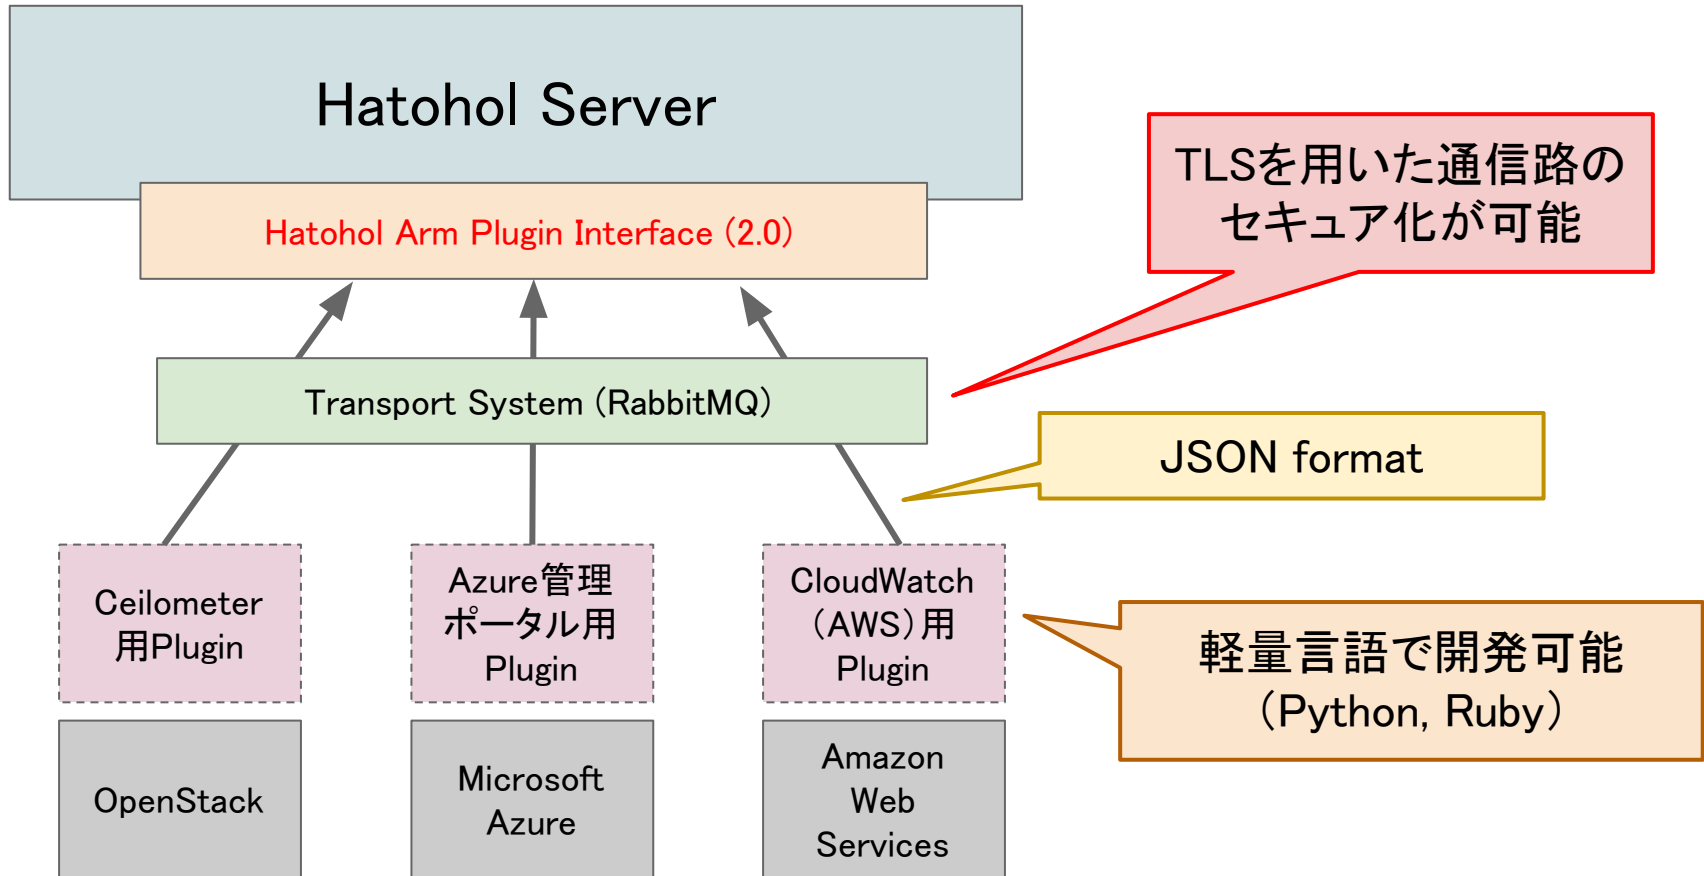 Hatohol Server
Hatohol Arm Plugin Interface (2.0)
TLSを用いた通信路の
セキュア化が可能
Transport System (RabbitMQ)
JSON format
Ceilometer
用Plugin
Azure管理
ポータル用
Plugin
CloudWatch
(AWS)用
Plugin
軽量言語で開発可能
(Python, Ruby)
OpenStack
Microsoft
Azure
Amazon
Web
Services